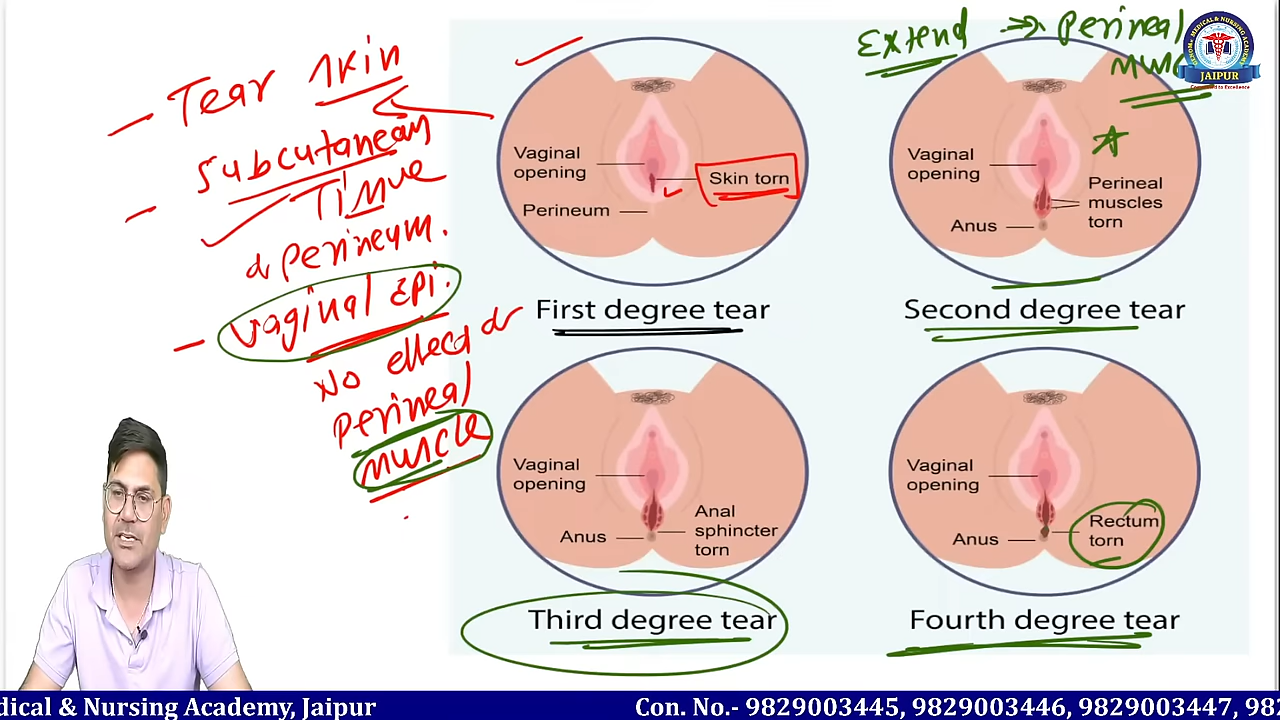 - Tear skin
Subcutaneous
- Tissue
& perineum.
- vaginal Epi.
No effect on
perineal
muscle
Extend → Perineal
JAIPUR
Vaginal
opening
Skin torn
Perineum
First degree tear
Vaginal
opening
Perineal
muscles
torn
Anus
Second degree tear
Vaginal
opening
Anal
sphincter
torn
Anus
Third degree tear
Vaginal
opening
Rectum
torn
Anus
Fourth degree tear
dical & Nursing Academy, Jaipur
Con. No.- 9829003445, 9829003446, 9829003447, 982